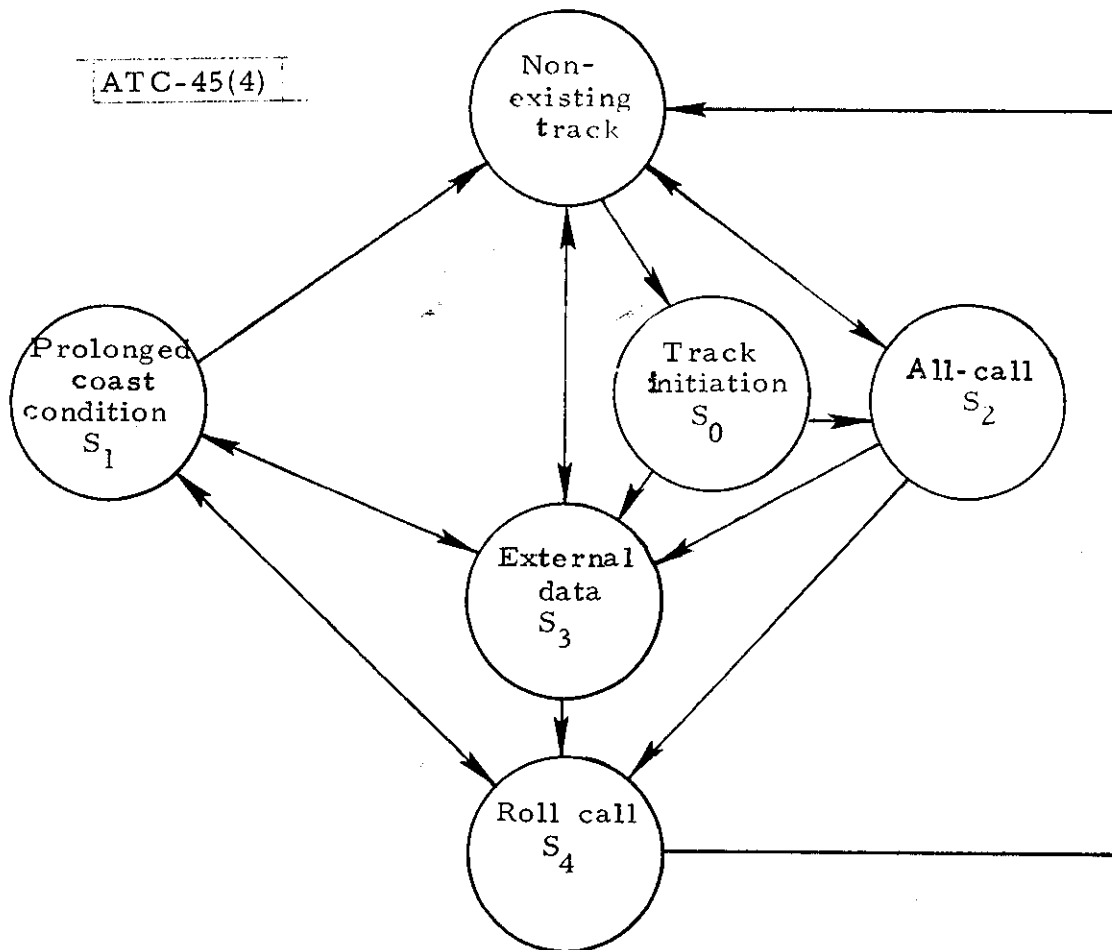 ATC-45(4)
Non-
existing
track
Prolonged
coast
condition
S1
Track
initiation
S0
All-call
S2
External
data
S3
Roll call
S4